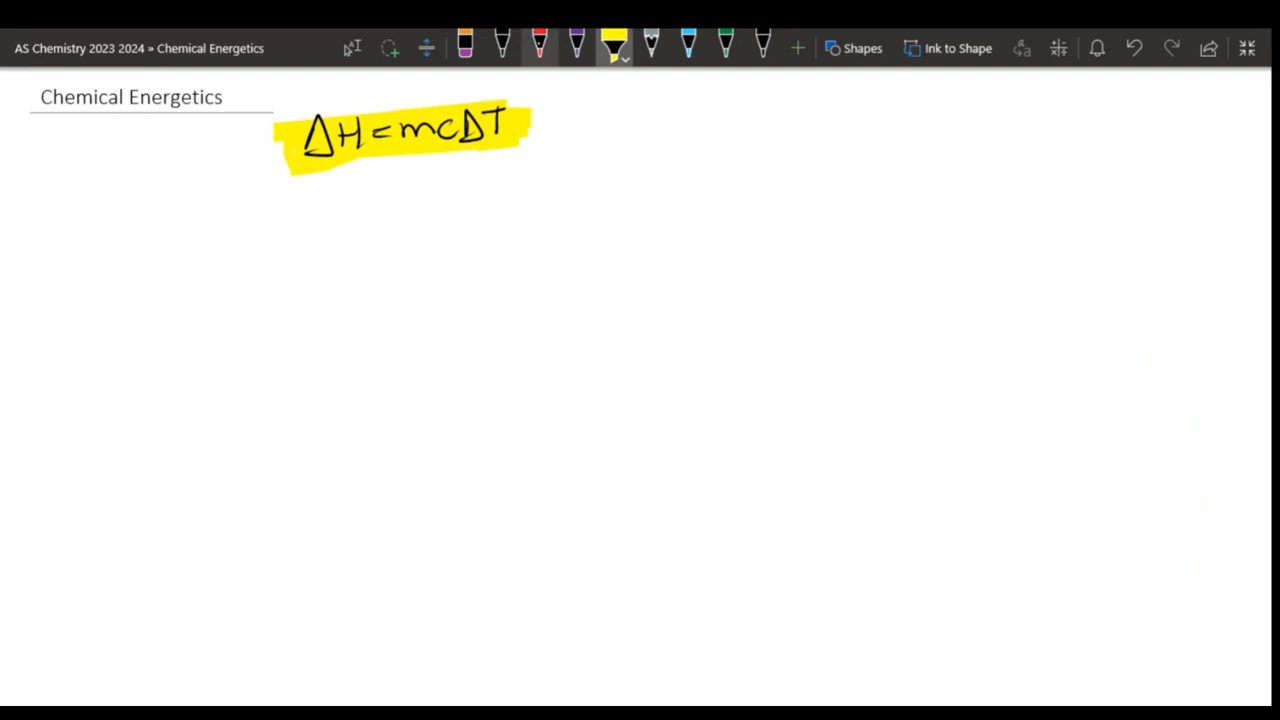 AS Chemistry 2023 2024 » Chemical Energetics
Shapes
Ink to Shape
Chemical Energetics
ΔH = mcΔT